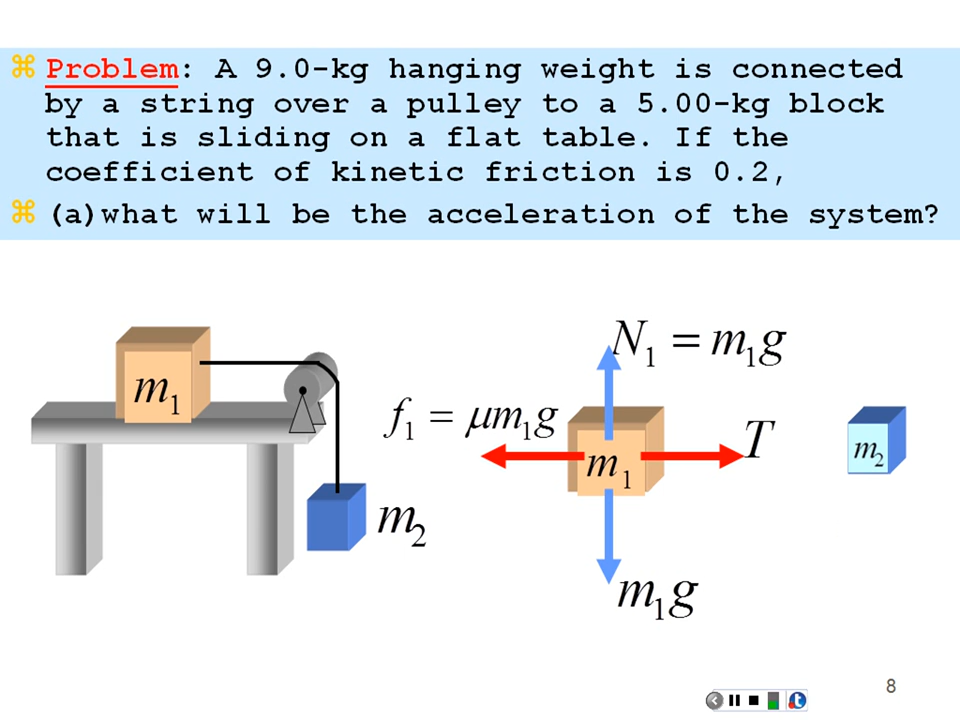 Problem: A 9.0-kg hanging weight is connected
by a string over a pulley to a 5.00-kg block
that is sliding on a flat table. If the
coefficient of kinetic friction is 0.2,
(a)what will be the acceleration of the system?
N₁ = m₁g
m₁
f₁ = μm₁g
T
m₁
m₂
m₂
m₁g
8